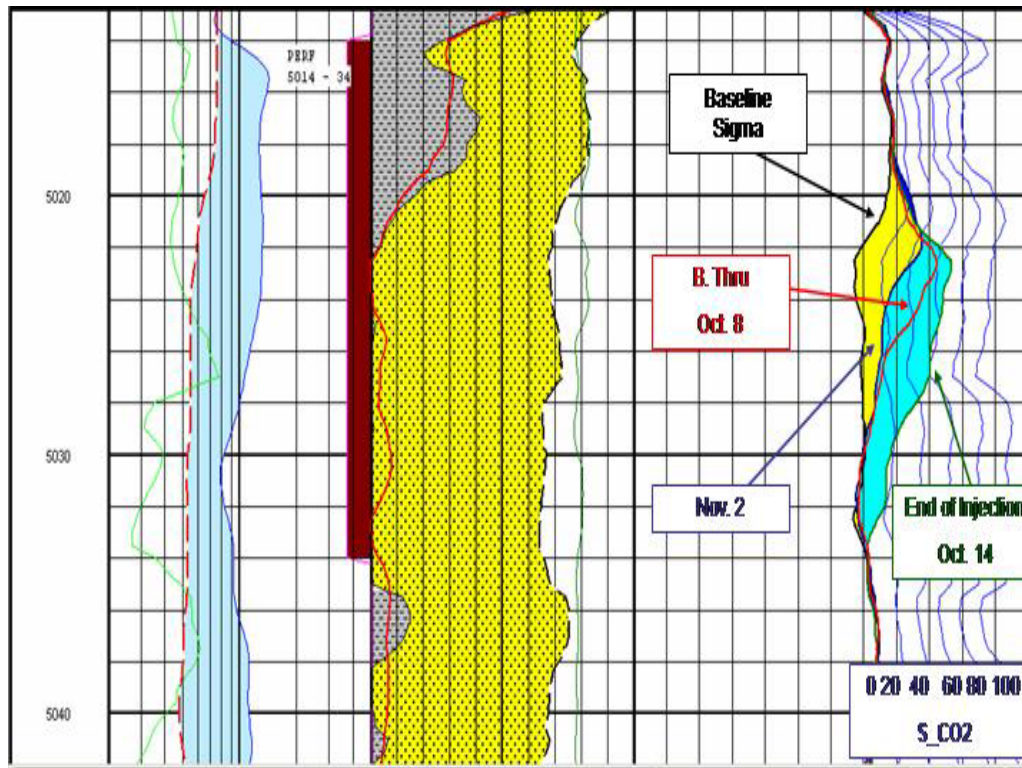 PERF
5014 - 34
Baseline
Sigma
5020
B. Thru
Oct. 8
5030
Nov. 2
End of Injection
Oct. 14
0 20 40 60 80 100
S_CO2
5040